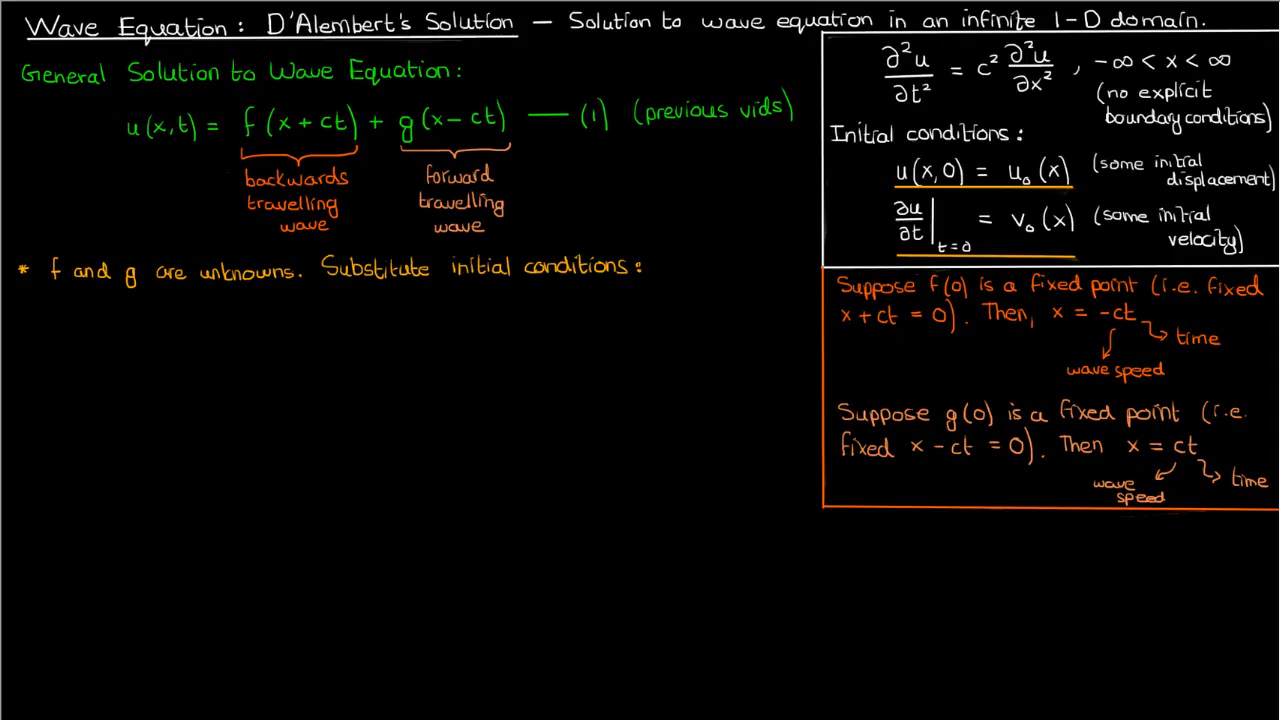 Wave Equation: D'Alembert's Solution — Solution to wave equation in an infinite 1-D domain.
General Solution to Wave Equation:
u(x,t) = f(x+ct) + g(x-ct) — (1) (previous vids)
backwards
travelling
wave
forward
travelling
wave
* f and g are unknowns. Substitute initial conditions:
∂²u/∂t² = c² ∂²u/∂x² , -∞ < x < ∞
(no explicit
boundary conditions)
Initial conditions:
u(x,0) = u₀(x) (some initial
displacement)
∂u/∂t|t=0 = v₀(x) (some initial
velocity)
Suppose f(0) is a fixed point (i.e. fixed
x+ct = 0). Then, x = -ct
time
wave speed
Suppose g(0) is a fixed point (i.e.
fixed x-ct = 0). Then x = ct
wave
speed
time